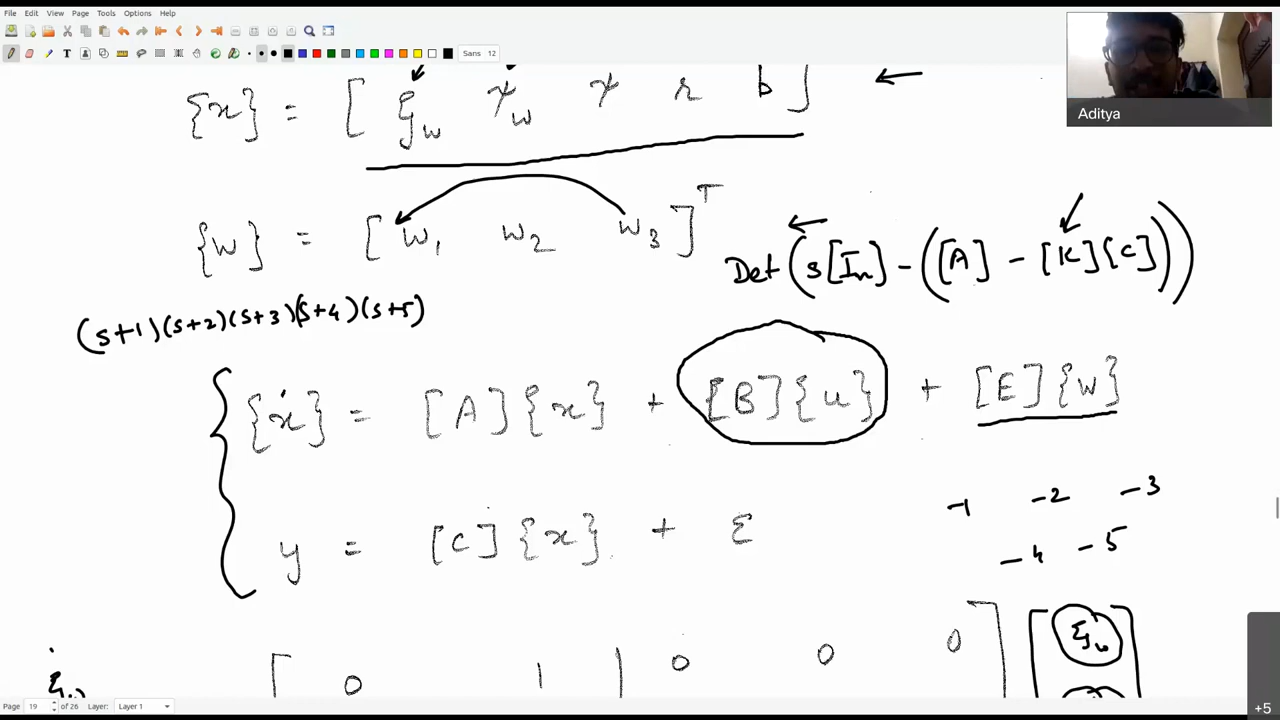 File Edit View Page Tools Options Help
Sans 12
Aditya
{x} = [ ξw ψw ψ r b ]
{w} = [ w1 w2 w3 ]^T
Det (s[In] - ([A] - [K][C]))
(s+1)(s+2)(s+3)(s+4)(s+5)
{ẋ} = [A]{x} + [B]{u} + [E]{w}
-1 -2 -3
y = [C]{x} + ε
-4 -5
0 1 0 0 0
ξw
Page 19 of 26 Layer: Layer 1
+5